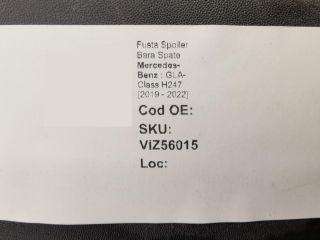 Fusta Spoiler
Bara Spate
Mercedes-
Benz : GLA-
Class H247
[2019 - 2022]
Cod OE:
SKU:
ViZ56015
Loc: